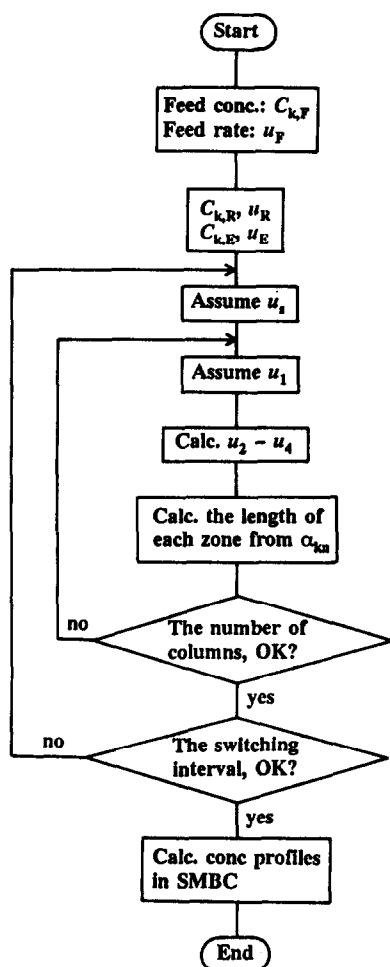 Start
Feed conc.: C_k,F
Feed rate: u_F
C_k,R, u_R
C_k,E, u_E
Assume u_s
Assume u_1
Calc. u_2 – u_4
Calc. the length of
each zone from α_kn
no
The number of
columns, OK?
yes
no
The switching
interval, OK?
yes
Calc. conc profiles
in SMBC
End